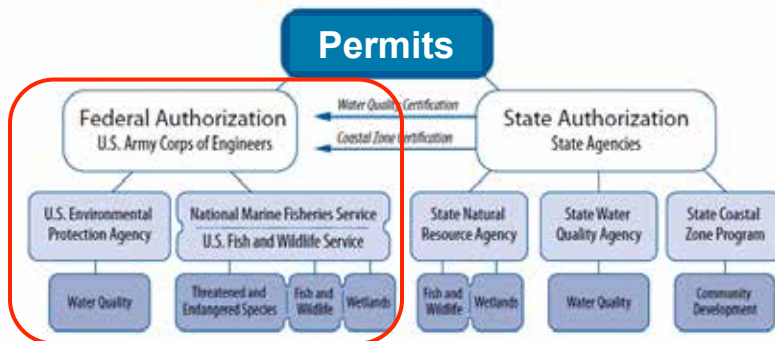 Permits
Federal Authorization
U.S. Army Corps of Engineers
Water Quality Certification
Coastal Zone Certification
State Authorization
State Agencies
U.S. Environmental
Protection Agency
National Marine Fisheries Service
U.S. Fish and Wildlife Service
State Natural
Resource Agency
State Water
Quality Agency
State Coastal
Zone Program
Water Quality
Threatened and
Endangered Species
Fish and
Wildlife
Wetlands
Fish and
Wildlife
Wetlands
Water Quality
Community
Development